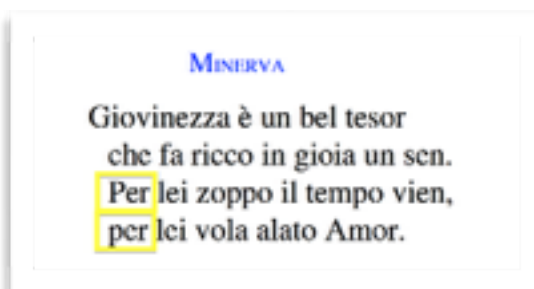 MINERVA
Giovinezza è un bel tesor
che fa ricco in gioia un sen.
Per lei zoppo il tempo vien,
per lei vola alato Amor.